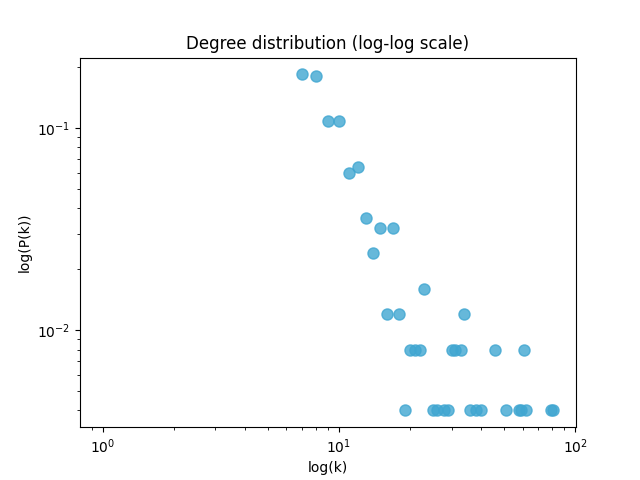 Degree distribution (log-log scale)
log(P(k))
10⁻¹
10⁻²
10⁰ 10¹ 10²
log(k)